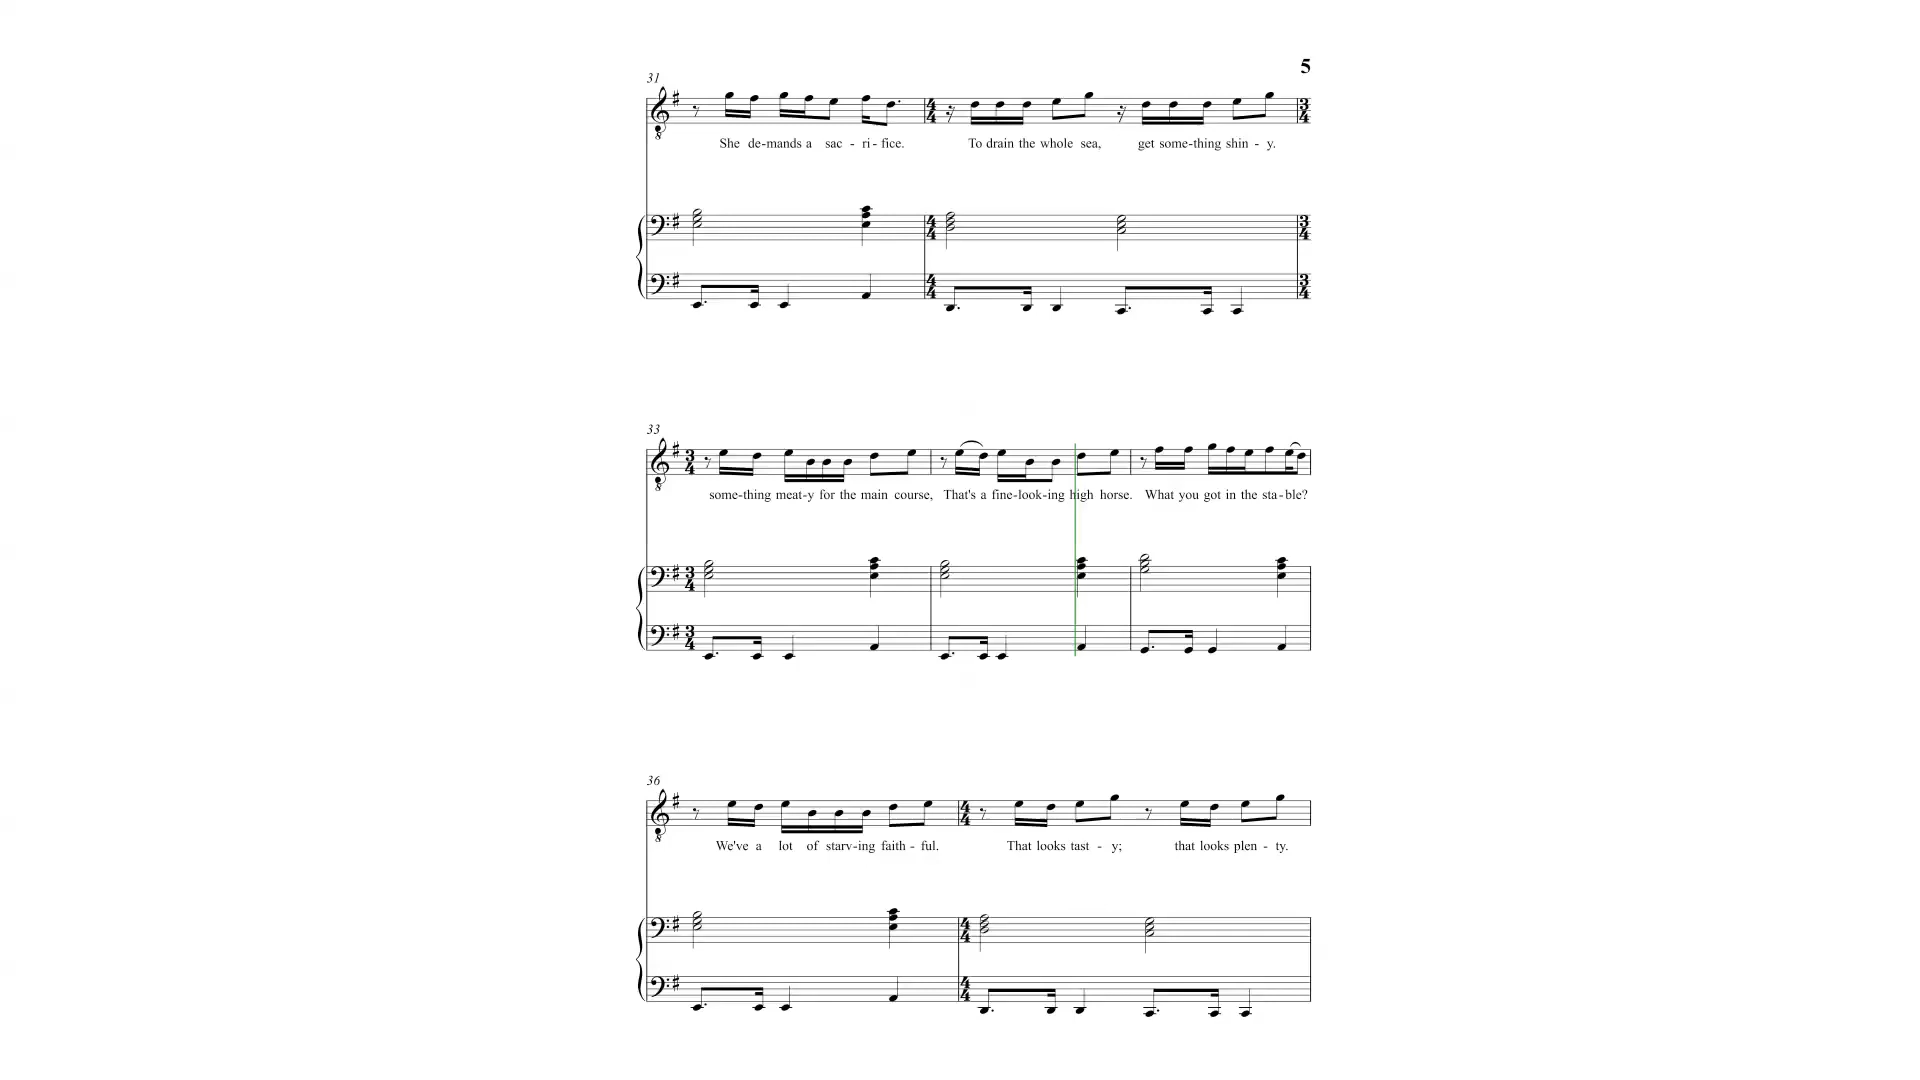 5
31
She de-mands a sac - ri - fice. To drain the whole sea, get some-thing shin - y.
33
some-thing meat-y for the main course, That's a fine-look-ing high horse. What you got in the sta-ble?
36
We've a lot of starv-ing faith - ful. That looks tast - y; that looks plen - ty.